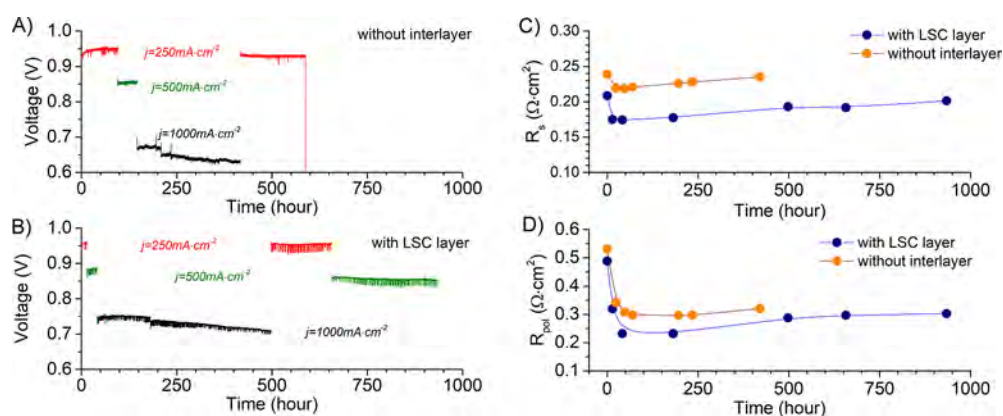 A)
without interlayer
j=250mA·cm-2
j=500mA·cm-2
j=1000mA·cm-2
Voltage (V)
1.0
0.9
0.8
0.7
0.6
0
250
500
750
1000
Time (hour)
B)
with LSC layer
j=250mA·cm-2
j=500mA·cm-2
j=1000mA·cm-2
Voltage (V)
1.0
0.9
0.8
0.7
0.6
0
250
500
750
1000
Time (hour)
C)
with LSC layer
without interlayer
Rs (Ω·cm2)
0.30
0.25
0.20
0.15
0.10
0
250
500
750
1000
Time (hour)
D)
with LSC layer
without interlayer
Rpol (Ω·cm2)
0.6
0.5
0.4
0.3
0.2
0.1
0
250
500
750
1000
Time (hour)